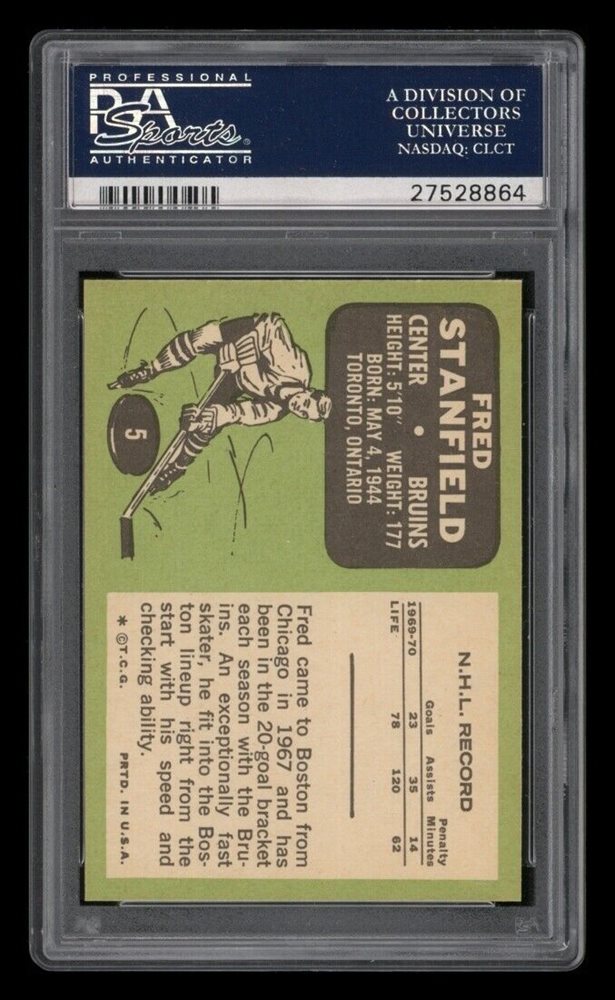 PROFESSIONAL
PSA
Sports
AUTHENTICATOR
A DIVISION OF
COLLECTORS
UNIVERSE
NASDAQ: CLCT
27528864
FRED
STANFIELD
CENTER • BRUINS
HEIGHT: 5'10" WEIGHT: 177
BORN: MAY 4, 1944
TORONTO, ONTARIO
5
N.H.L. RECORD
Goals Assists Penalty Minutes
1969-70 23 35 14
LIFE 78 120 62
Fred came to Boston from
Chicago in 1967 and has
been in the 20-goal bracket
each season with the Bru-
ins. An exceptionally fast
skater, he fit into the Bos-
ton lineup right from the
start with his speed and
checking ability.
* ©T.C.G. PRTD. IN U.S.A.